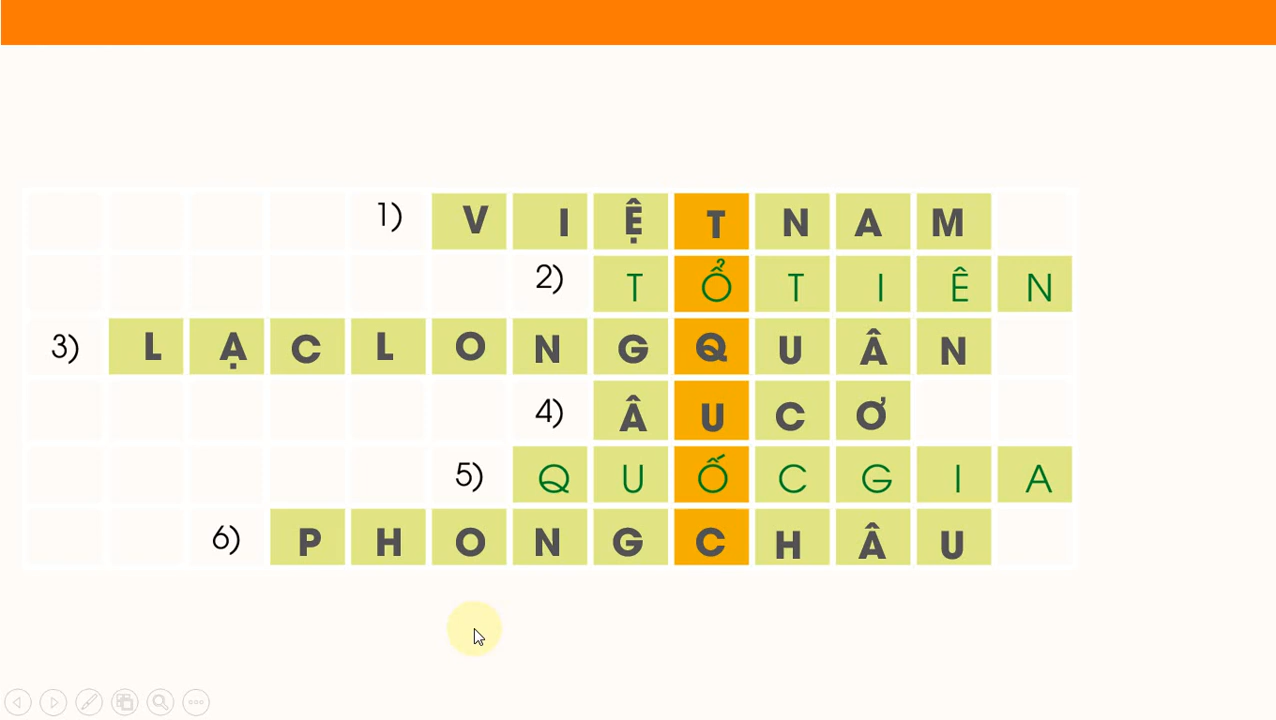 1) V I Ệ T N A M
2) T Ổ T I Ê N
3) L Ạ C L O N G Q U Â N
4) Â U C Ơ
5) Q U Ố C G I A
6) P H O N G C H Â U